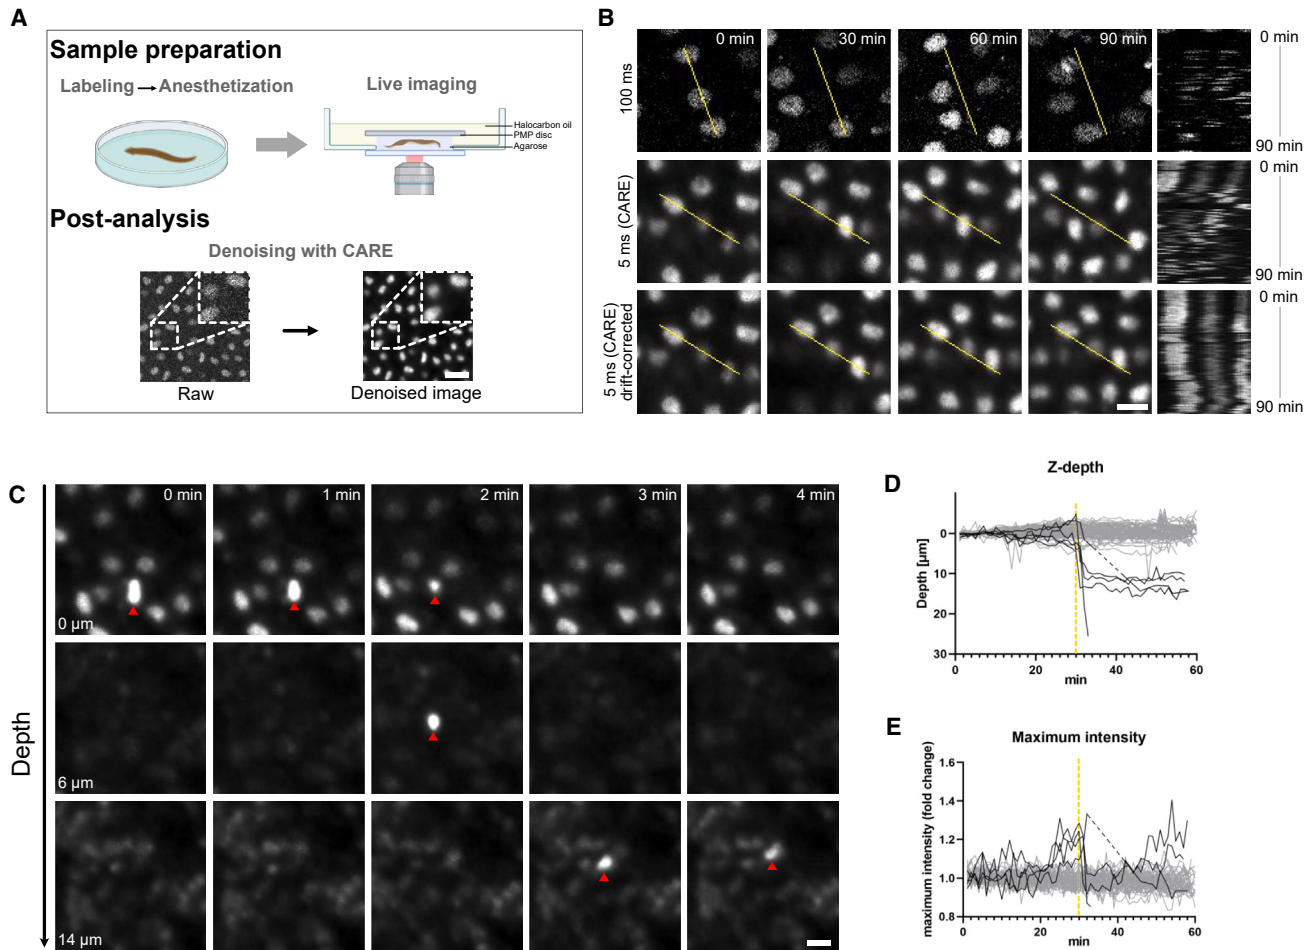 A
Sample preparation
Labeling → Anesthetization
Live imaging
Halocarbon oil
PMP disc
Agarose
Post-analysis
Denoising with CARE
Raw
Denoised image
B
100 ms
0 min
30 min
60 min
90 min
0 min
90 min
5 ms (CARE)
0 min
90 min
5 ms (CARE)
drift-corrected
0 min
90 min
C
Depth
0 min
1 min
2 min
3 min
4 min
0 µm
6 µm
14 µm
D
Z-depth
Depth [µm]
0
10
20
30
0
20
40
60
min
E
Maximum intensity
maximum intensity (fold change)
1.6
1.4
1.2
1.0
0.8
0
20
40
60
min